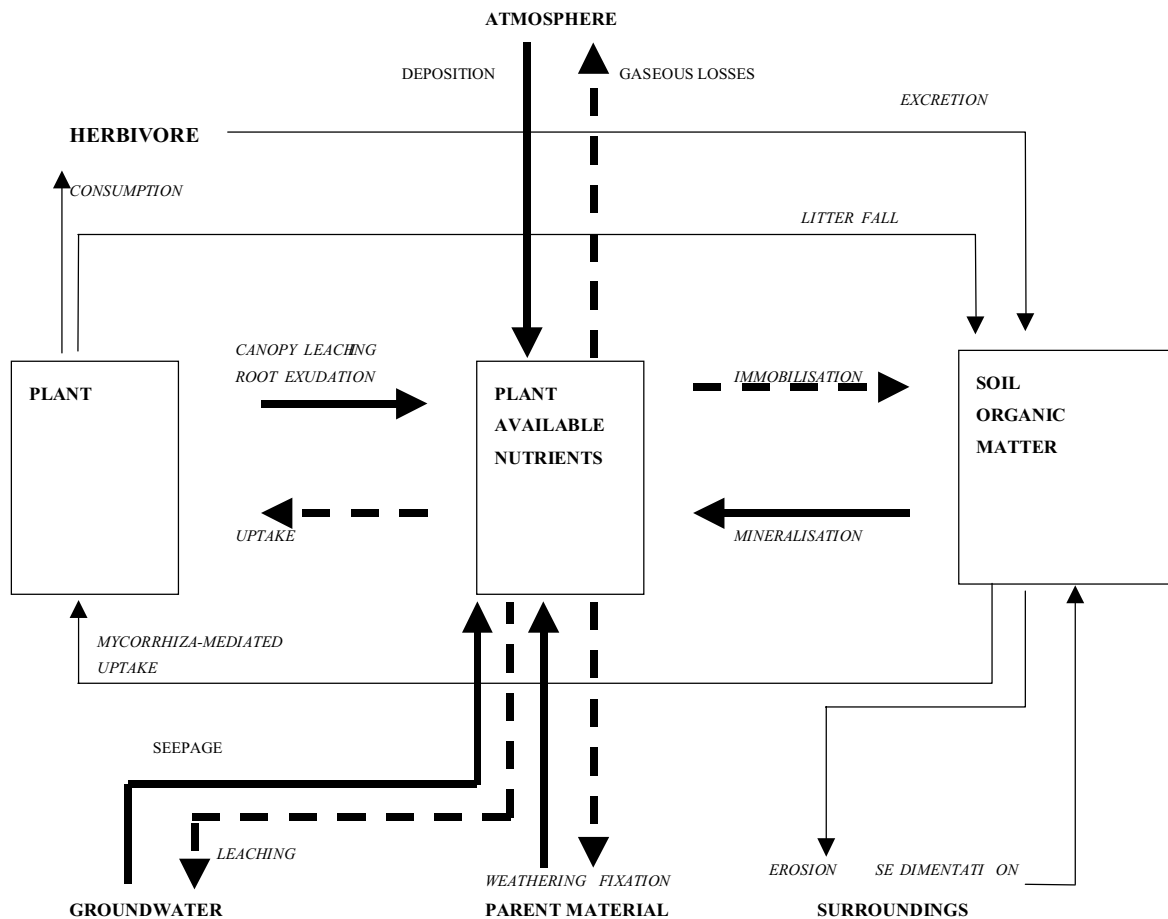 ATMOSPHERE
DEPOSITION
GASEOUS LOSSES
EXCRETION
HERBIVORE
CONSUMPTION
LITTER FALL
CANOPY LEACHING
ROOT EXUDATION
PLANT
PLANT
AVAILABLE
NUTRIENTS
IMMOBILISATION
SOIL
ORGANIC
MATTER
UPTAKE
MINERALISATION
MYCORRHIZA-MEDIATED
UPTAKE
SEEPAGE
LEACHING
WEATHERING FIXATION
EROSION SE DIMENTATI ON
GROUNDWATER
PARENT MATERIAL
SURROUNDINGS